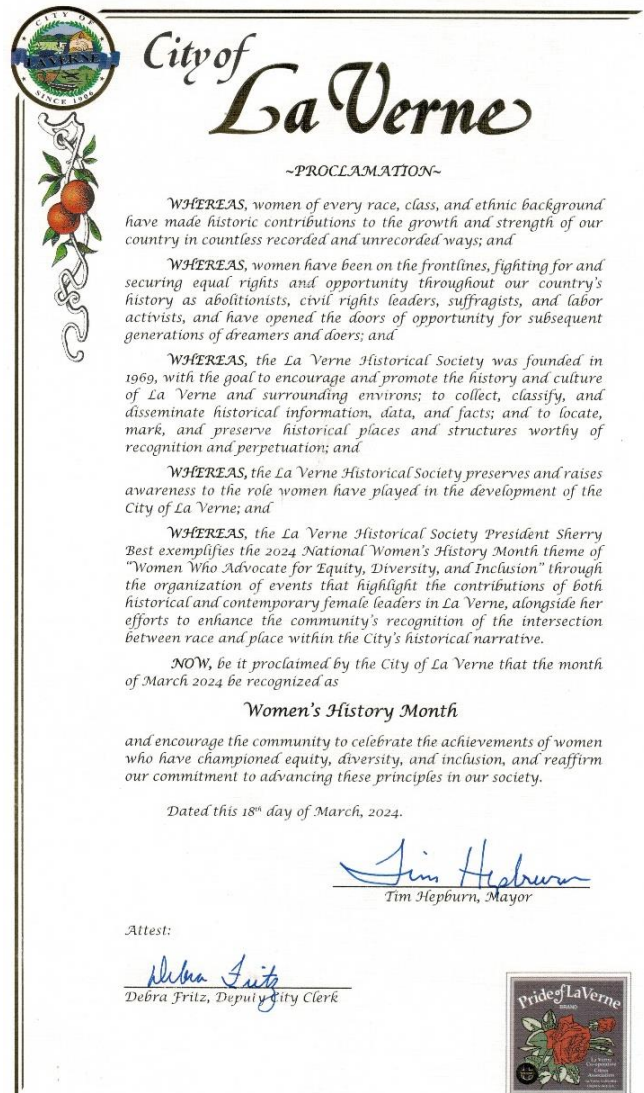 CITY OF
LA VERNE
SINCE 1906
City of
La Verne
~PROCLAMATION~
WHEREAS, women of every race, class, and ethnic background
have made historic contributions to the growth and strength of our
country in countless recorded and unrecorded ways; and
WHEREAS, women have been on the frontlines, fighting for and
securing equal rights and opportunity throughout our country's
history as abolitionists, civil rights leaders, suffragists, and labor
activists, and have opened the doors of opportunity for subsequent
generations of dreamers and doers; and
WHEREAS, the La Verne Historical Society was founded in
1969, with the goal to encourage and promote the history and culture
of La Verne and surrounding environs; to collect, classify, and
disseminate historical information, data, and facts; and to locate,
mark, and preserve historical places and structures worthy of
recognition and perpetuation; and
WHEREAS, the La Verne Historical Society preserves and raises
awareness to the role women have played in the development of the
City of La Verne; and
WHEREAS, the La Verne Historical Society President Sherry
Best exemplifies the 2024 National Women's History Month theme of
"Women Who Advocate for Equity, Diversity, and Inclusion" through
the organization of events that highlight the contributions of both
historical and contemporary female leaders in La Verne, alongside her
efforts to enhance the community's recognition of the intersection
between race and place within the City's historical narrative.
NOW, be it proclaimed by the City of La Verne that the month
of March 2024 be recognized as
Women's History Month
and encourage the community to celebrate the achievements of women
who have championed equity, diversity, and inclusion, and reaffirm
our commitment to advancing these principles in our society.
Dated this 18th day of March, 2024.
Tim Hepburn
Tim Hepburn, Mayor
Attest:
Debra Fritz
Debra Fritz, Deputy City Clerk
Pride of La Verne
BRAND
La Verne
Co-operative
Citrus
Association